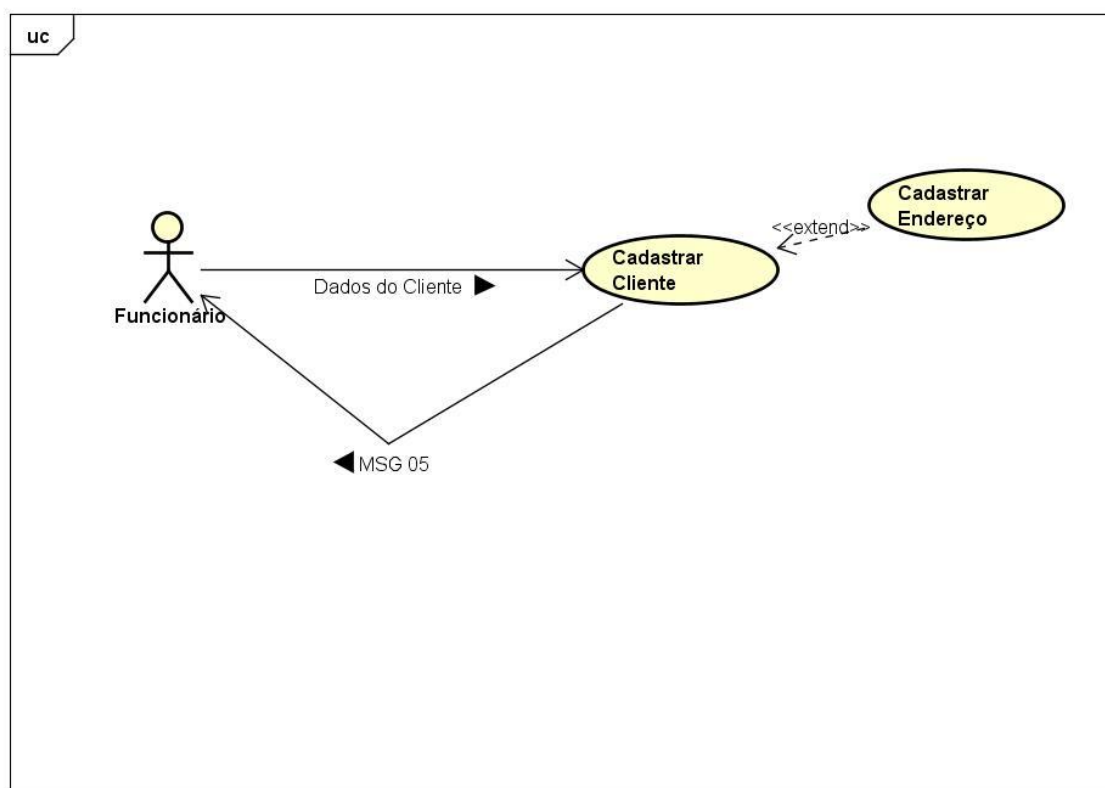 uc
Cadastrar
Endereço
<<extend>>
Cadastrar
Cliente
Dados do Cliente
Funcionário
MSG 05